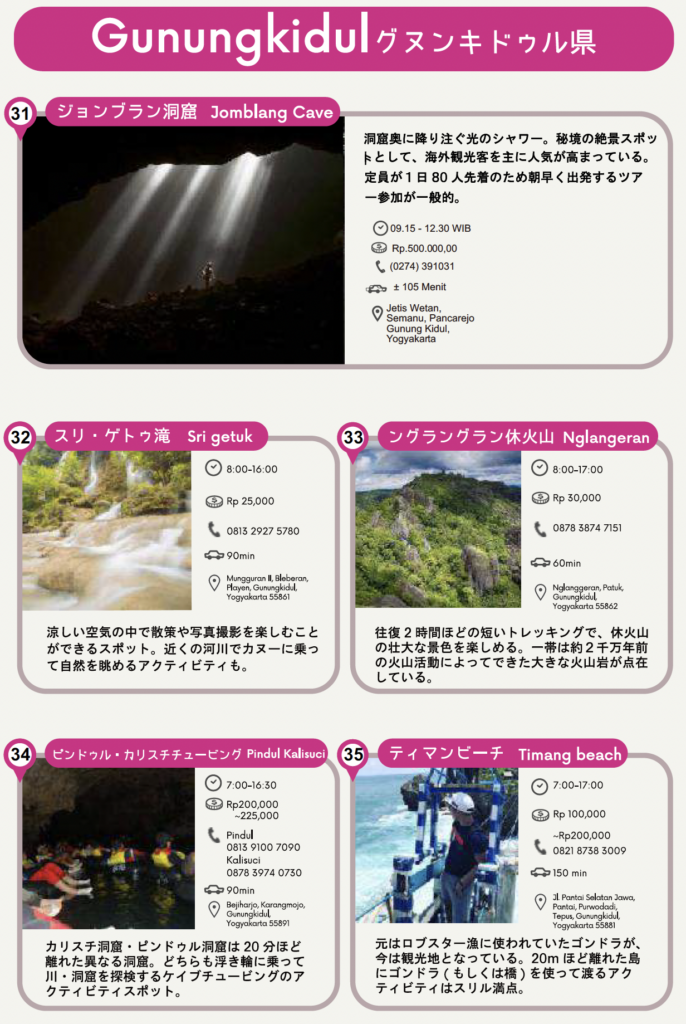 Gunungkidul グヌンキドゥル県
31
ジョンブラン洞窟 Jomblang Cave
洞窟奥に降り注ぐ光のシャワー。秘境の絶景スポッ
トとして、海外観光客を主に人気が高まっている。
定員が1日 80 人先着のため朝早く出発するツア
ー参加が一般的。
09.15 - 12.30 WIB
Rp.500.000,00
(0274) 391031
± 105 Menit
Jetis Wetan,
Semanu, Pancarejo
Gunung Kidul,
Yogyakarta
32
スリ・ゲトゥ滝 Sri getuk
8:00-16:00
Rp 25,000
0813 2927 5780
90min
Mungguran II, Bleberan,
Playen, Gunungkidul,
Yogyakarta 55861
涼しい空気の中で散策や写真撮影を楽しむこと
ができるスポット。近くの河川でカヌーに乗っ
て自然を眺めるアクティビティも。
33
ングラングラン休火山 Nglangeran
8:00-17:00
Rp 30,000
0878 3874 7151
60min
Nglanggeran, Patuk,
Gunungkidul,
Yogyakarta 55862
往復2時間ほどの短いトレッキングで、休火山
の壮大な景色を楽しめる。一帯は約2千万年前
の火山活動によってできた大きな火山岩が点在
している。
34
ピンドゥル・カリスチチュービング Pindul Kalisuci
7:00-16:30
Rp200,000
~225,000
Pindul
0813 9100 7090
Kalisuci
0878 3974 0730
90min
Bejiharjo, Karangmojo,
Gunungkidul,
Yogyakarta 55891
カリスチ洞窟・ピンドゥル洞窟は 20 分ほど
離れた異なる洞窟。どちらも浮き輪に乗って
川・洞窟を探検するケイブチュービングのア
クティビティスポット。
35
ティマンビーチ Timang beach
7:00-17:00
Rp 100,000
~Rp200,000
0821 8738 3009
150 min
Jl. Pantai Selatan Jawa,
Pantai, Purwodadi,
Tepus, Gunungkidul,
Yogyakarta 55881
元はロブスター漁に使われていたゴンドラが、
今は観光地となっている。20m ほど離れた島
にゴンドラ ( もしくは橋 ) を使って渡るアク
ティビティはスリル満点。